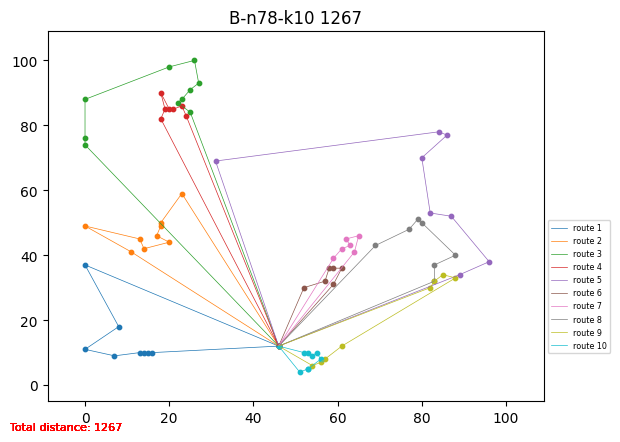 B-n78-k10 1267
100
80
60
40
20
0
0
20
40
60
80
100
route 1
route 2
route 3
route 4
route 5
route 6
route 7
route 8
route 9
route 10
Total distance: 1267